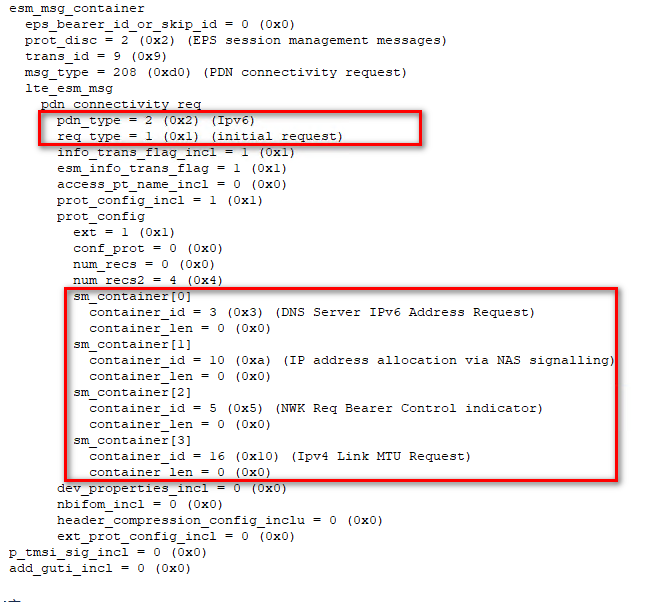 esm_msg_container
eps_bearer_id_or_skip_id = 0 (0x0)
prot_disc = 2 (0x2) (EPS session management messages)
trans_id = 9 (0x9)
msg_type = 208 (0xd0) (PDN connectivity request)
lte_esm_msg
pdn_connectivity_req
pdn_type = 2 (0x2) (Ipv6)
req_type = 1 (0x1) (initial request)
info_trans_flag_incl = 1 (0x1)
esm_info_trans_flag = 1 (0x1)
access_pt_name_incl = 0 (0x0)
prot_config_incl = 1 (0x1)
prot_config
ext = 1 (0x1)
conf_prot = 0 (0x0)
num_recs = 0 (0x0)
num_recs2 = 4 (0x4)
sm_container[0]
container_id = 3 (0x3) (DNS Server IPv6 Address Request)
container_len = 0 (0x0)
sm_container[1]
container_id = 10 (0xa) (IP address allocation via NAS signalling)
container_len = 0 (0x0)
sm_container[2]
container_id = 5 (0x5) (NWK Req Bearer Control indicator)
container_len = 0 (0x0)
sm_container[3]
container_id = 16 (0x10) (Ipv4 Link MTU Request)
container_len = 0 (0x0)
dev_properties_incl = 0 (0x0)
nbifom_incl = 0 (0x0)
header_compression_config_inclu = 0 (0x0)
ext_prot_config_incl = 0 (0x0)
p_tmsi_sig_incl = 0 (0x0)
add_guti_incl = 0 (0x0)